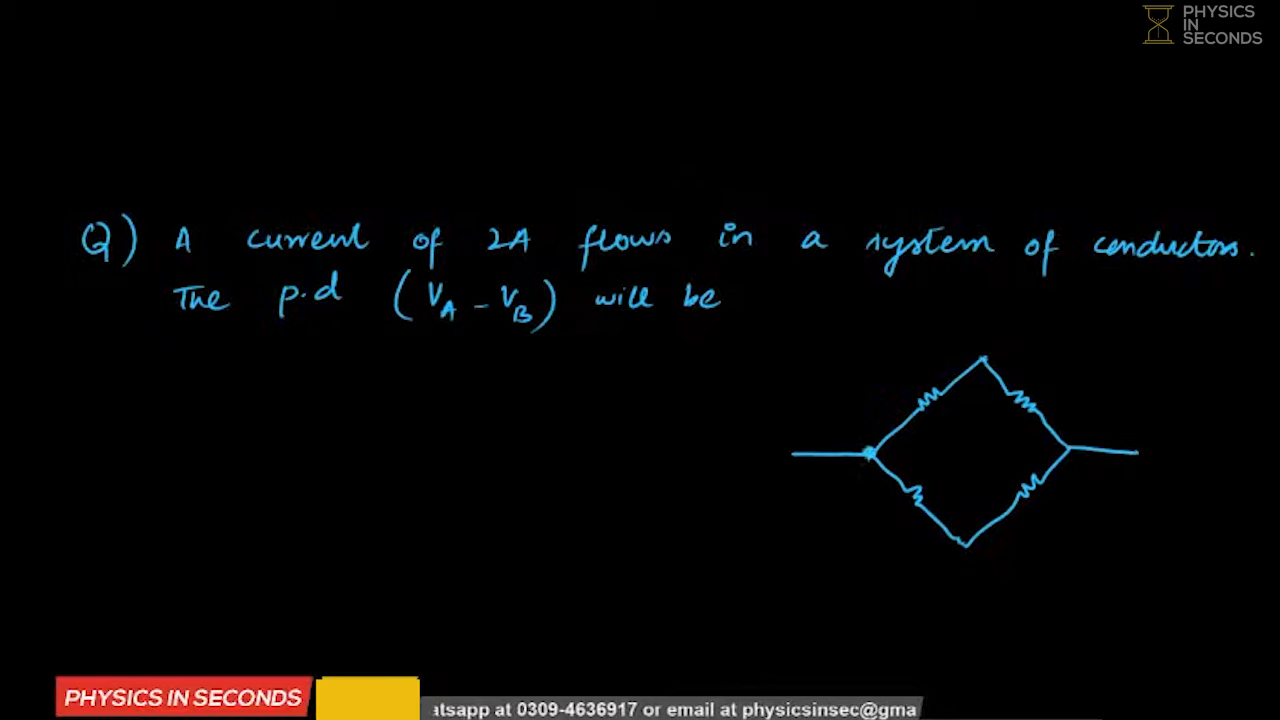 PHYSICS
IN
SECONDS
Q) A current of 2A flows in a system of conductors.
The p.d (VA - VB) will be
PHYSICS IN SECONDS
atsapp at 0309-4636917 or email at physicsinsec@gma